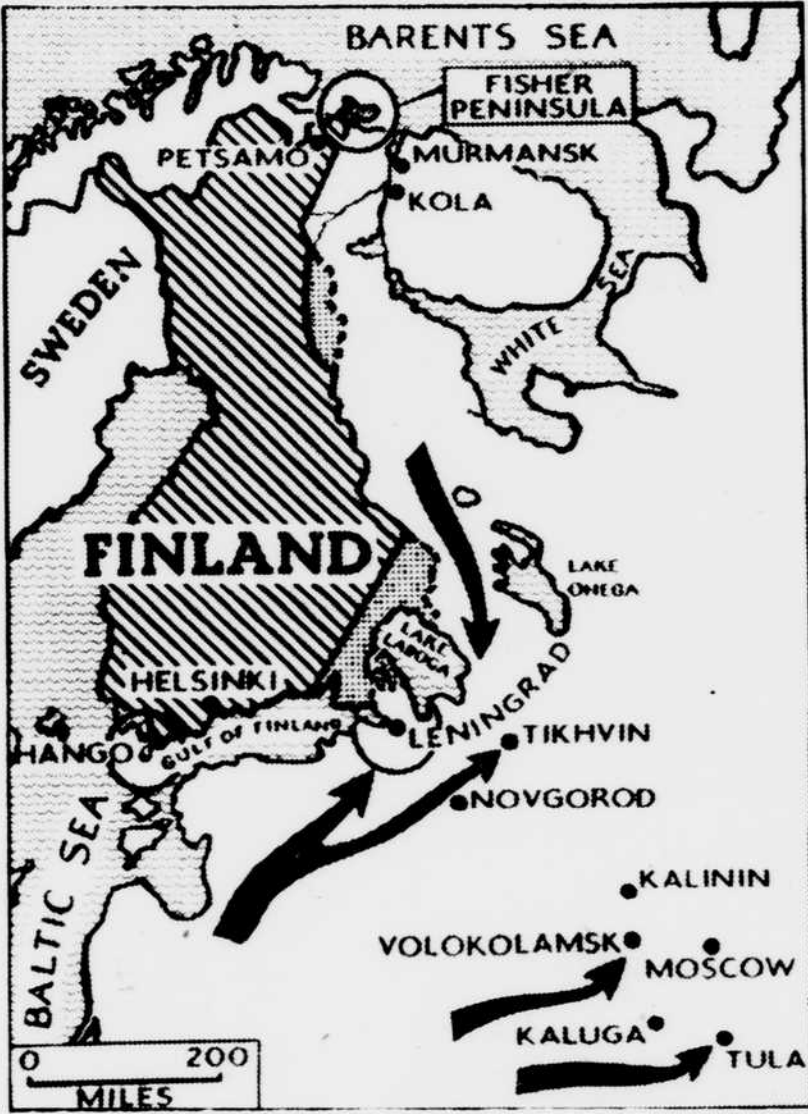 BARENTS SEA
FISHER
PENINSULA
PETSAMO
MURMANSK
KOLA
SWEDEN
WHITE SEA
FINLAND
LAKE
ONEGA
LAKE
LADOGA
HELSINKI
LENINGRAD
HANGO
GULF OF FINLAND
TIKHVIN
NOVGOROD
BALTIC SEA
KALININ
VOLOKOLAMSK
MOSCOW
KALUGA
TULA
0 200
MILES